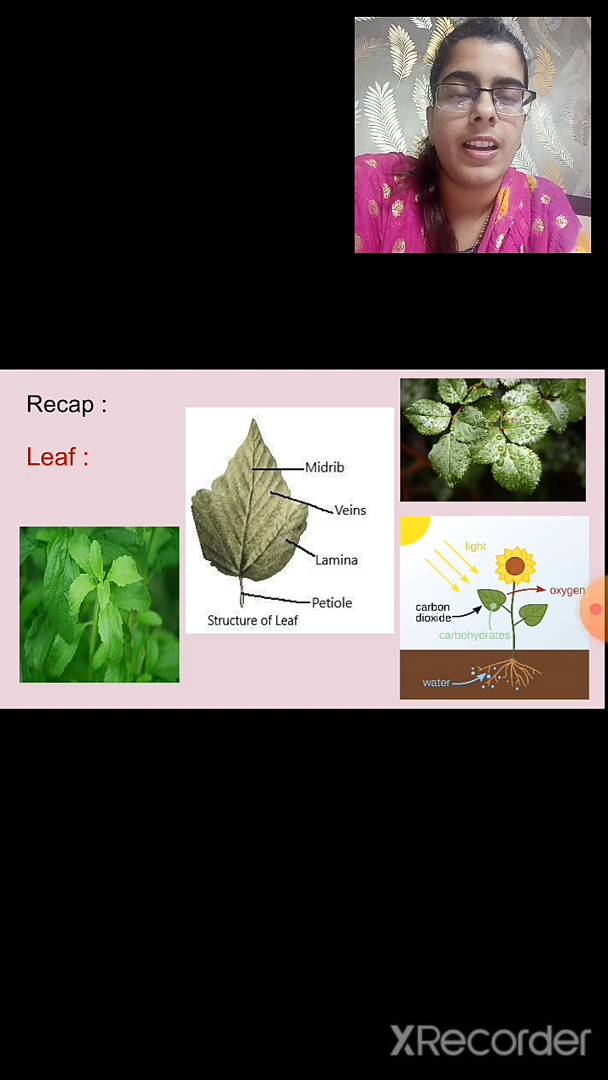 Recap :
Leaf :
Midrib
Veins
Lamina
Petiole
Structure of Leaf
light
oxygen
carbon
dioxide
carbohydrates
water
XRecorder